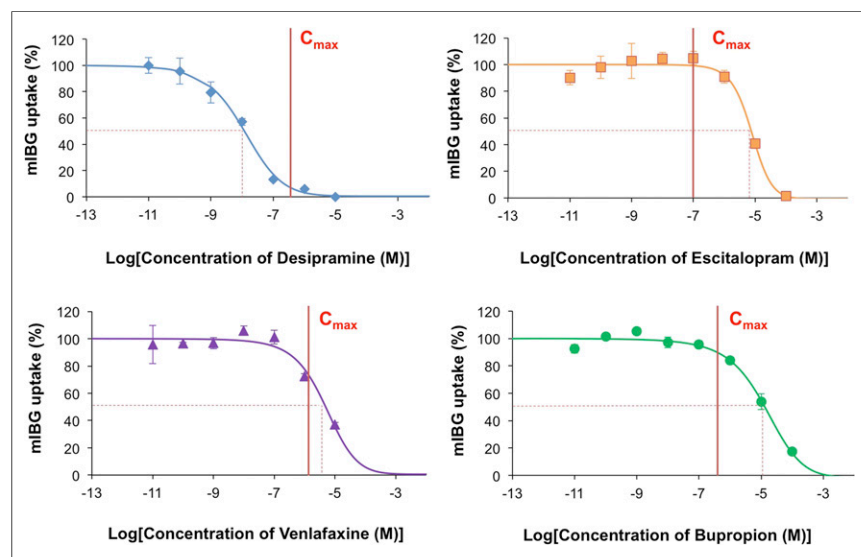 120
100
80
60
40
20
0
mIBG uptake (%)
Cmax
-13 -11 -9 -7 -5 -3
Log[Concentration of Desipramine (M)]
120
100
80
60
40
20
0
mIBG uptake (%)
Cmax
-13 -11 -9 -7 -5 -3
Log[Concentration of Escitalopram (M)]
120
100
80
60
40
20
0
mIBG uptake (%)
Cmax
-13 -11 -9 -7 -5 -3
Log[Concentration of Venlafaxine (M)]
120
100
80
60
40
20
0
mIBG uptake (%)
Cmax
-13 -11 -9 -7 -5 -3
Log[Concentration of Bupropion (M)]